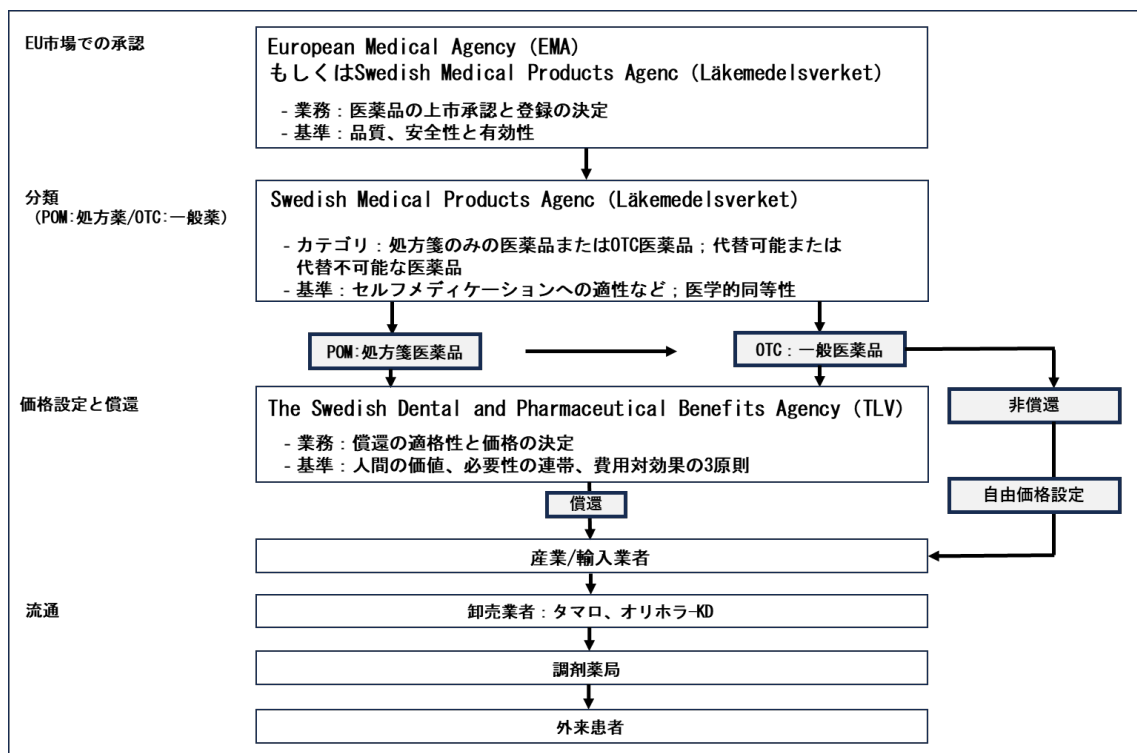 EU市場での承認
European Medical Agency (EMA)
もしくはSwedish Medical Products Agenc (Läkemedelsverket)
- 業務：医薬品の上市承認と登録の決定
- 基準：品質、安全性と有効性
分類
（POM:処方薬/OTC:一般薬）
Swedish Medical Products Agenc (Läkemedelsverket)
- カテゴリ：処方箋のみの医薬品またはOTC医薬品；代替可能または
代替不可能な医薬品
- 基準：セルフメディケーションへの適性など；医学的同等性
POM:処方箋医薬品
OTC：一般医薬品
価格設定と償還
The Swedish Dental and Pharmaceutical Benefits Agency (TLV)
- 業務：償還の適格性と価格の決定
- 基準：人間の価値、必要性の連帯、費用対効果の3原則
非償還
自由価格設定
償還
産業/輸入業者
流通
卸売業者：タマロ、オリホラ-KD
調剤薬局
外来患者